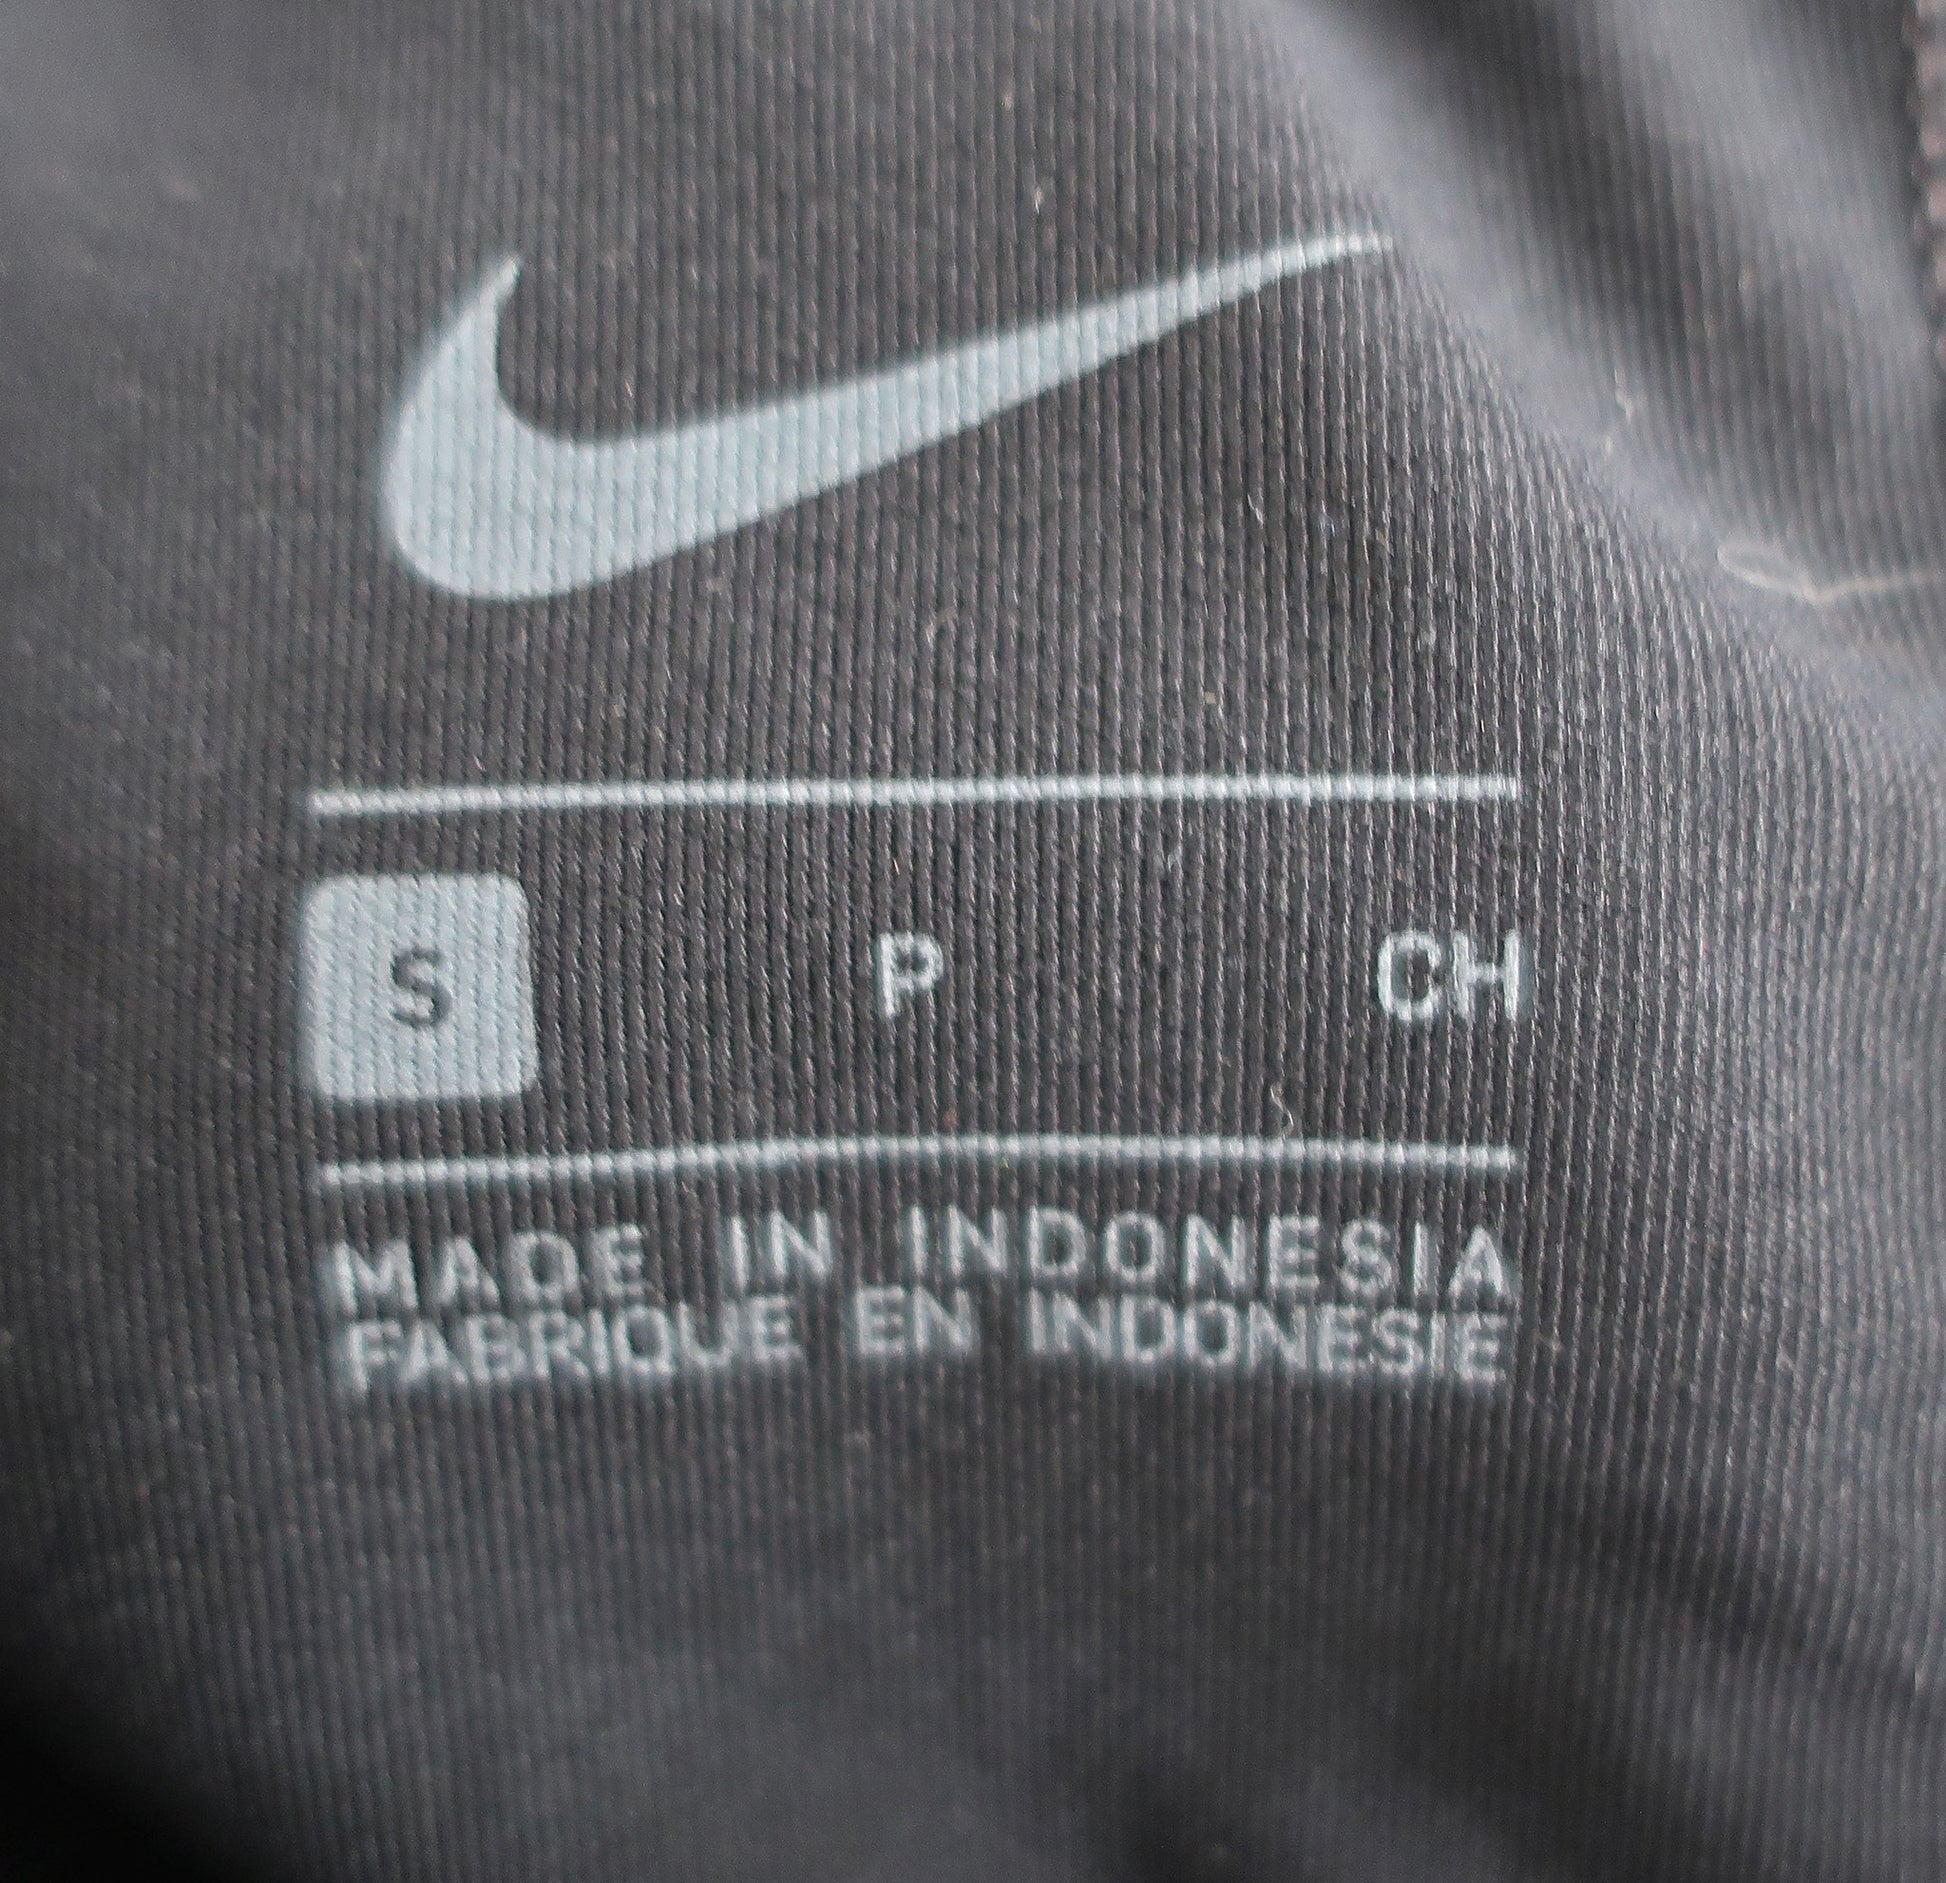 S P CH
MADE IN INDONESIA
FABRIQUE EN INDONESIE